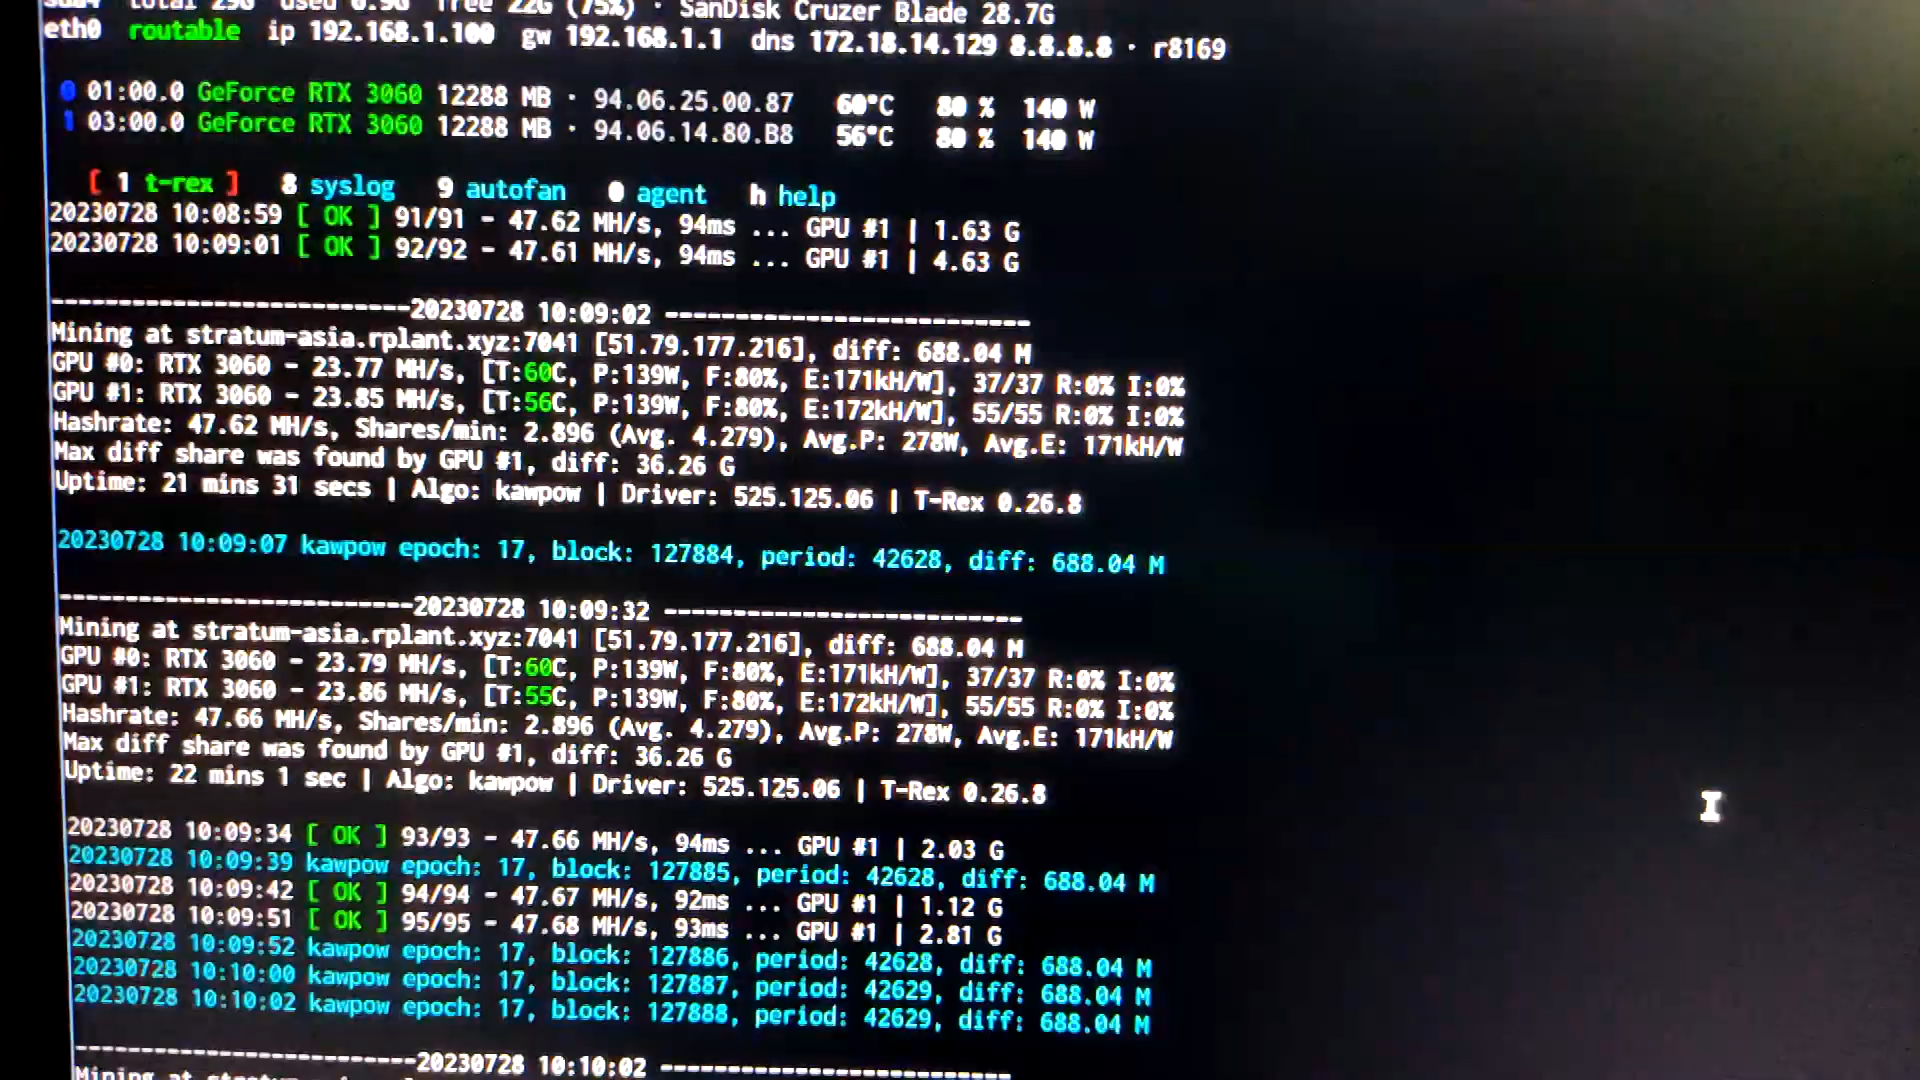 sda4 total 29G used 6.9G free 22G (75%) · SanDisk Cruzer Blade 28.7G
eth0 routable ip 192.168.1.100 gw 192.168.1.1 dns 172.18.14.129 8.8.8.8 · r8169
0 01:00.0 GeForce RTX 3060 12288 MB · 94.06.25.00.87 60°C 80 % 140 W
1 03:00.0 GeForce RTX 3060 12288 MB · 94.06.14.80.B8 56°C 80 % 140 W
[ 1 t-rex ] 8 syslog 9 autofan 0 agent h help
20230728 10:08:59 [ OK ] 91/91 - 47.62 MH/s, 94ms ... GPU #1 | 1.63 G
20230728 10:09:01 [ OK ] 92/92 - 47.61 MH/s, 94ms ... GPU #1 | 4.63 G
--------------------------20230728 10:09:02 --------------------------
Mining at stratum-asia.rplant.xyz:7041 [51.79.177.216], diff: 688.04 M
GPU #0: RTX 3060 - 23.77 MH/s, [T:60C, P:139W, F:80%, E:171kH/W], 37/37 R:0% I:0%
GPU #1: RTX 3060 - 23.85 MH/s, [T:56C, P:139W, F:80%, E:172kH/W], 55/55 R:0% I:0%
Hashrate: 47.62 MH/s, Shares/min: 2.896 (Avg. 4.279), Avg.P: 278W, Avg.E: 171kH/W
Max diff share was found by GPU #1, diff: 36.26 G
Uptime: 21 mins 31 secs | Algo: kawpow | Driver: 525.125.06 | T-Rex 0.26.8
20230728 10:09:07 kawpow epoch: 17, block: 127884, period: 42628, diff: 688.04 M
--------------------------20230728 10:09:32 --------------------------
Mining at stratum-asia.rplant.xyz:7041 [51.79.177.216], diff: 688.04 M
GPU #0: RTX 3060 - 23.79 MH/s, [T:60C, P:139W, F:80%, E:171kH/W], 37/37 R:0% I:0%
GPU #1: RTX 3060 - 23.86 MH/s, [T:55C, P:139W, F:80%, E:172kH/W], 55/55 R:0% I:0%
Hashrate: 47.66 MH/s, Shares/min: 2.896 (Avg. 4.279), Avg.P: 278W, Avg.E: 171kH/W
Max diff share was found by GPU #1, diff: 36.26 G
Uptime: 22 mins 1 sec | Algo: kawpow | Driver: 525.125.06 | T-Rex 0.26.8
20230728 10:09:34 [ OK ] 93/93 - 47.66 MH/s, 94ms ... GPU #1 | 2.03 G
20230728 10:09:39 kawpow epoch: 17, block: 127885, period: 42628, diff: 688.04 M
20230728 10:09:42 [ OK ] 94/94 - 47.67 MH/s, 92ms ... GPU #1 | 1.12 G
20230728 10:09:51 [ OK ] 95/95 - 47.68 MH/s, 93ms ... GPU #1 | 2.81 G
20230728 10:09:52 kawpow epoch: 17, block: 127886, period: 42628, diff: 688.04 M
20230728 10:10:00 kawpow epoch: 17, block: 127887, period: 42629, diff: 688.04 M
20230728 10:10:02 kawpow epoch: 17, block: 127888, period: 42629, diff: 688.04 M
--------------------------20230728 10:10:02 --------------------------
Mining at